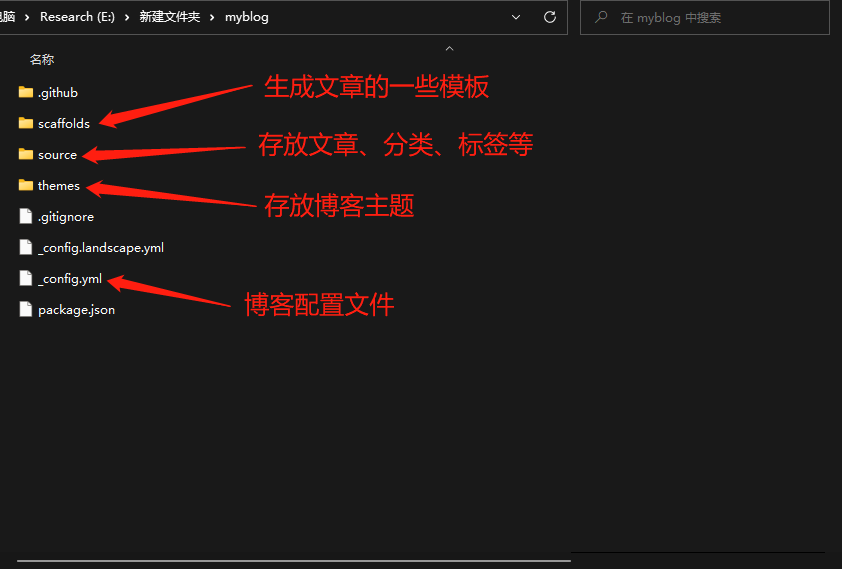 电脑 › Research (E:) › 新建文件夹 › myblog
在 myblog 中搜索
名称
.github
生成文章的一些模板
scaffolds
存放文章、分类、标签等
source
themes
存放博客主题
.gitignore
_config.landscape.yml
_config.yml
博客配置文件
package.json